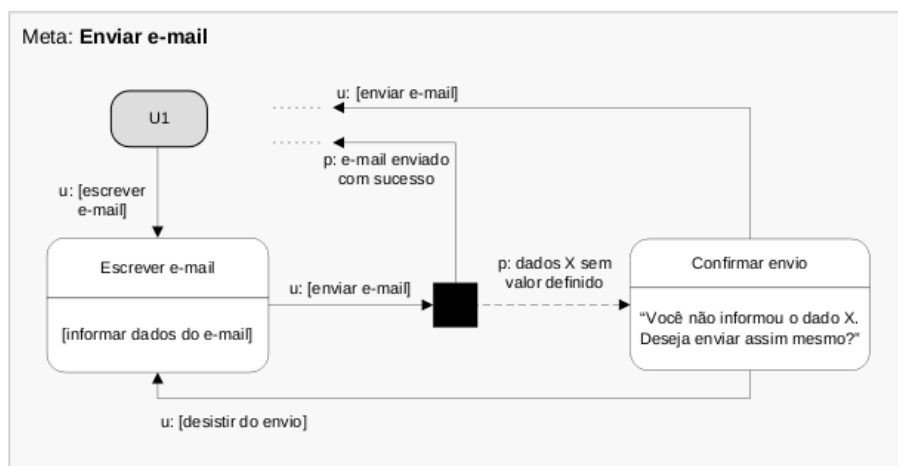 Meta: Enviar e-mail
u: [enviar e-mail]
U1
p: e-mail enviado
com sucesso
u: [escrever
e-mail]
Escrever e-mail
[informar dados do e-mail]
u: [enviar e-mail]
p: dados X sem
valor definido
Confirmar envio
“Você não informou o dado X.
Deseja enviar assim mesmo?”
u: [desistir do envio]